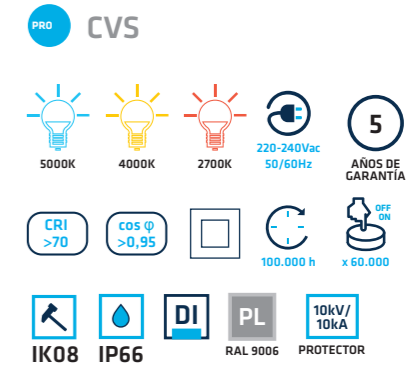 PRO CVS
5000K 4000K 2700K 220-240Vac
50/60Hz
5
AÑOS DE
GARANTÍA
CRI
>70
cos φ
>0,95
100.000 h
OFF
ON
x 60.000
IK08
IP66
DI
PL
RAL 9006
10kV/
10kA
PROTECTOR